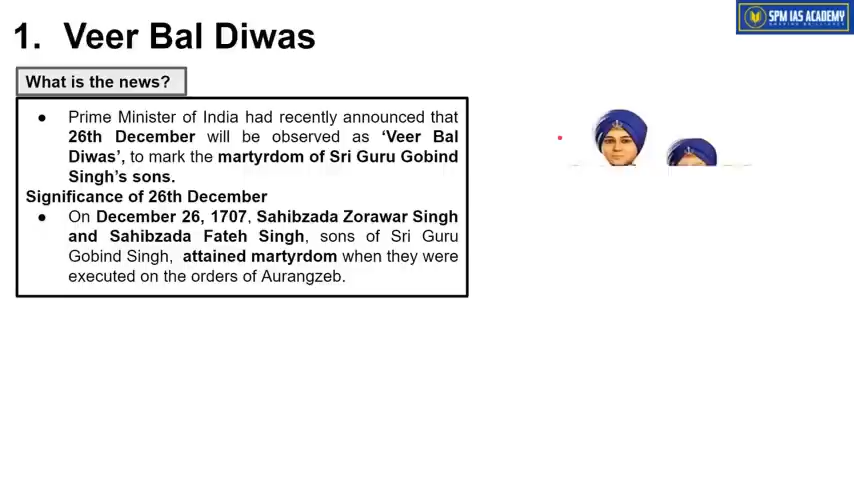 SPM IAS ACADEMY
SHAPING BRILLIANCE
1. Veer Bal Diwas
What is the news?
● Prime Minister of India had recently announced that
26th December will be observed as ‘Veer Bal
Diwas’, to mark the martyrdom of Sri Guru Gobind
Singh’s sons.
Significance of 26th December
● On December 26, 1707, Sahibzada Zorawar Singh
and Sahibzada Fateh Singh, sons of Sri Guru
Gobind Singh, attained martyrdom when they were
executed on the orders of Aurangzeb.